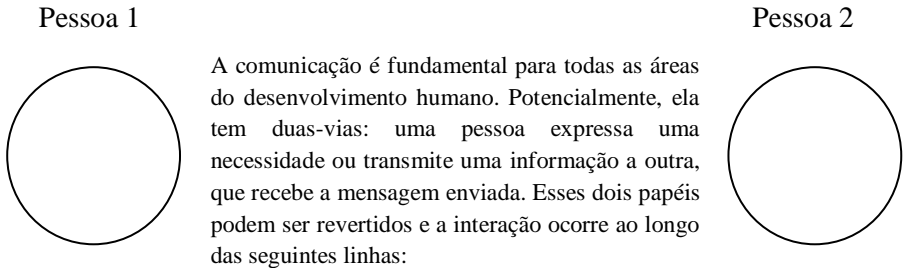 Pessoa 1
Pessoa 2
A comunicação é fundamental para todas as áreas
do desenvolvimento humano. Potencialmente, ela
tem duas-vias: uma pessoa expressa uma
necessidade ou transmite uma informação a outra,
que recebe a mensagem enviada. Esses dois papéis
podem ser revertidos e a interação ocorre ao longo
das seguintes linhas: